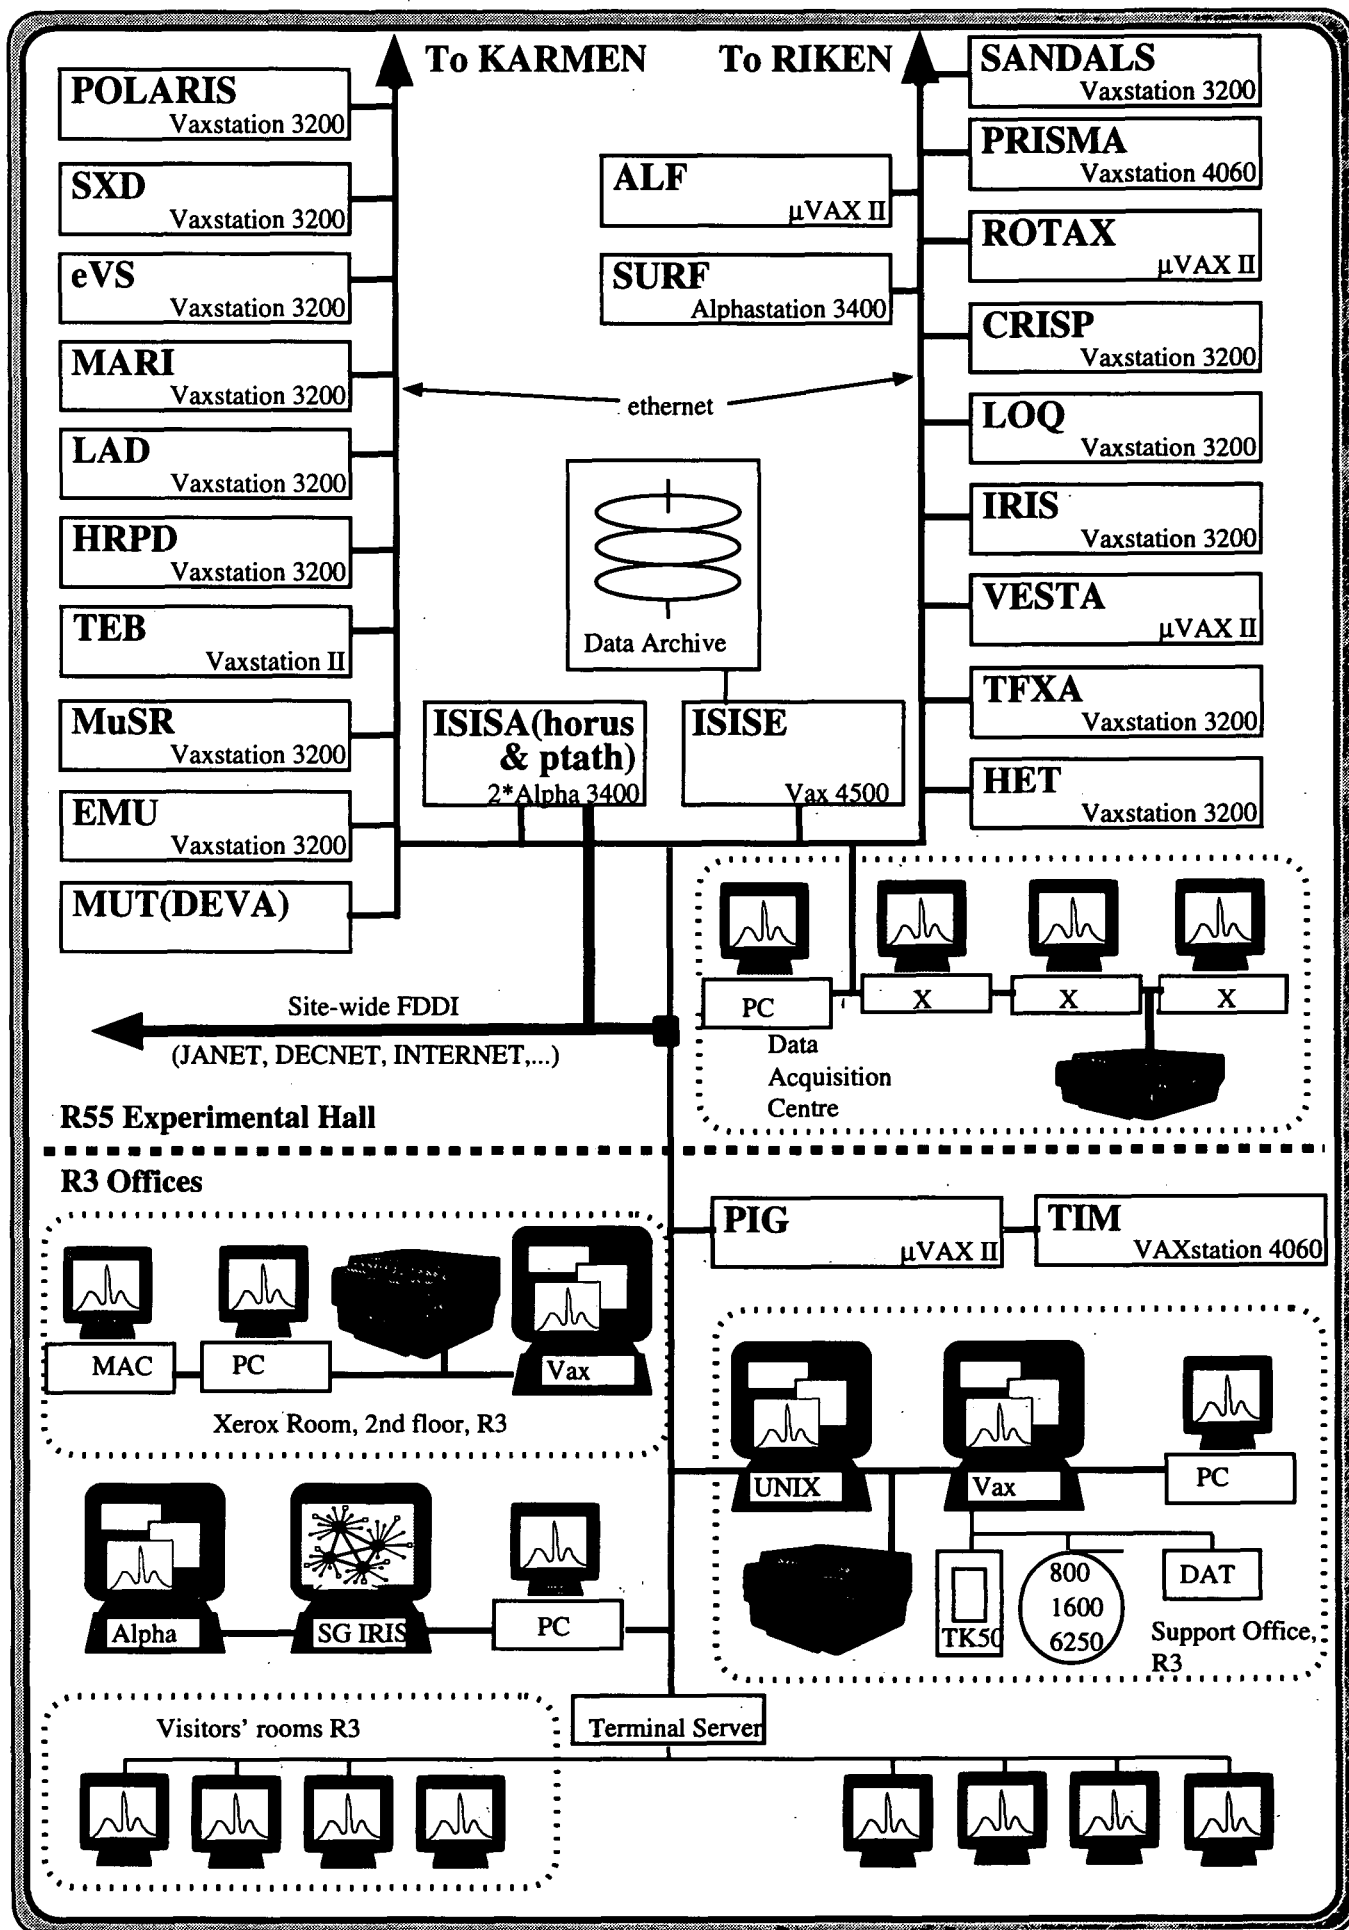 To KARMEN
To RIKEN
POLARIS
Vaxstation 3200
SXD
Vaxstation 3200
eVS
Vaxstation 3200
MARI
Vaxstation 3200
LAD
Vaxstation 3200
HRPD
Vaxstation 3200
TEB
Vaxstation II
MuSR
Vaxstation 3200
EMU
Vaxstation 3200
MUT(DEVA)
ALF
µVAX II
SURF
Alphastation 3400
ethernet
Data Archive
ISISA(horus
& ptath)
2*Alpha 3400
ISISE
Vax 4500
SANDALS
Vaxstation 3200
PRISMA
Vaxstation 4060
ROTAX
µVAX II
CRISP
Vaxstation 3200
LOQ
Vaxstation 3200
IRIS
Vaxstation 3200
VESTA
µVAX II
TFXA
Vaxstation 3200
HET
Vaxstation 3200
PC
X
X
X
Data
Acquisition
Centre
Site-wide FDDI
(JANET, DECNET, INTERNET,...)
R55 Experimental Hall
R3 Offices
PIG
µVAX II
TIM
VAXstation 4060
MAC
PC
Vax
Xerox Room, 2nd floor, R3
UNIX
Vax
PC
TK50
800
1600
6250
DAT
Support Office,
R3
Alpha
SG IRIS
PC
Terminal Server
Visitors' rooms R3